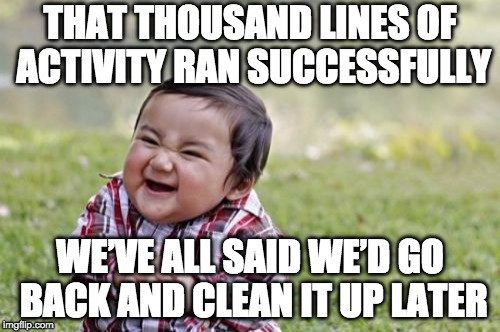 THAT THOUSAND LINES OF
ACTIVITY RAN SUCCESSFULLY
WE'VE ALL SAID WE'D GO
BACK AND CLEAN IT UP LATER
imgflip.com